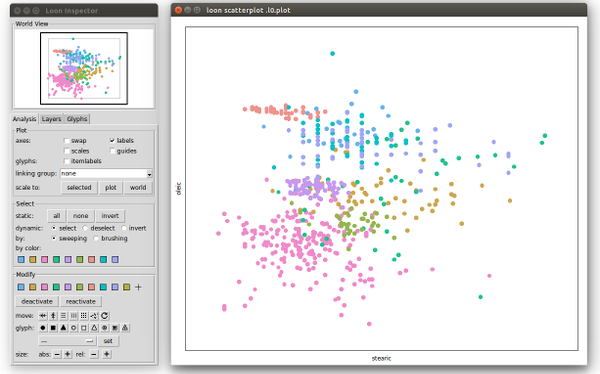 Loon Inspector
World View
Analysis Layers Glyphs
Plot
axes: swap labels
scales guides
glyphs: itemlabels
linking group: none
scale to: selected plot world
Select
static: all none invert
dynamic: select deselect invert
by: sweeping brushing
by color:
Modify
deactivate reactivate
move:
glyph:
set
size: abs: − + rel: − +
loon scatterplot .l0.plot
oleic
stearic